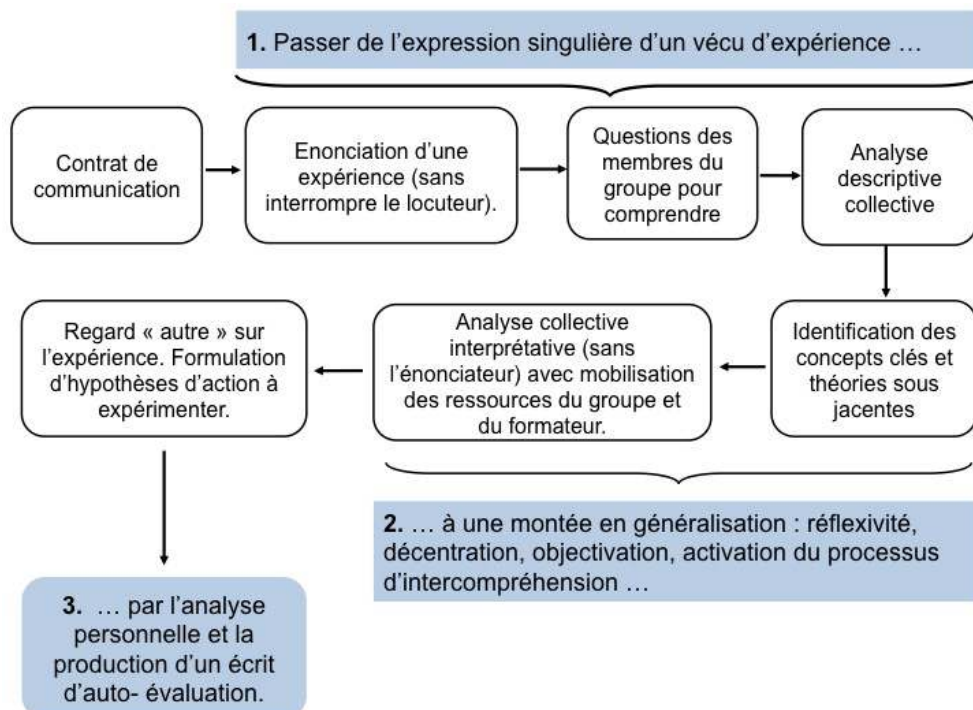 1. Passer de l'expression singulière d'un vécu d'expérience …
Contrat de
communication
Enonciation d'une
expérience (sans
interrompre le locuteur).
Questions des
membres du
groupe pour
comprendre
Analyse
descriptive
collective
Identification des
concepts clés et
théories sous
jacentes
Analyse collective
interprétative (sans
l'énonciateur) avec mobilisation
des ressources du groupe et
du formateur.
Regard « autre » sur
l'expérience. Formulation
d'hypothèses d'action à
expérimenter.
2. … à une montée en généralisation : réflexivité,
décentration, objectivation, activation du processus
d'intercompréhension …
3. … par l'analyse
personnelle et la
production d'un écrit
d'auto- évaluation.